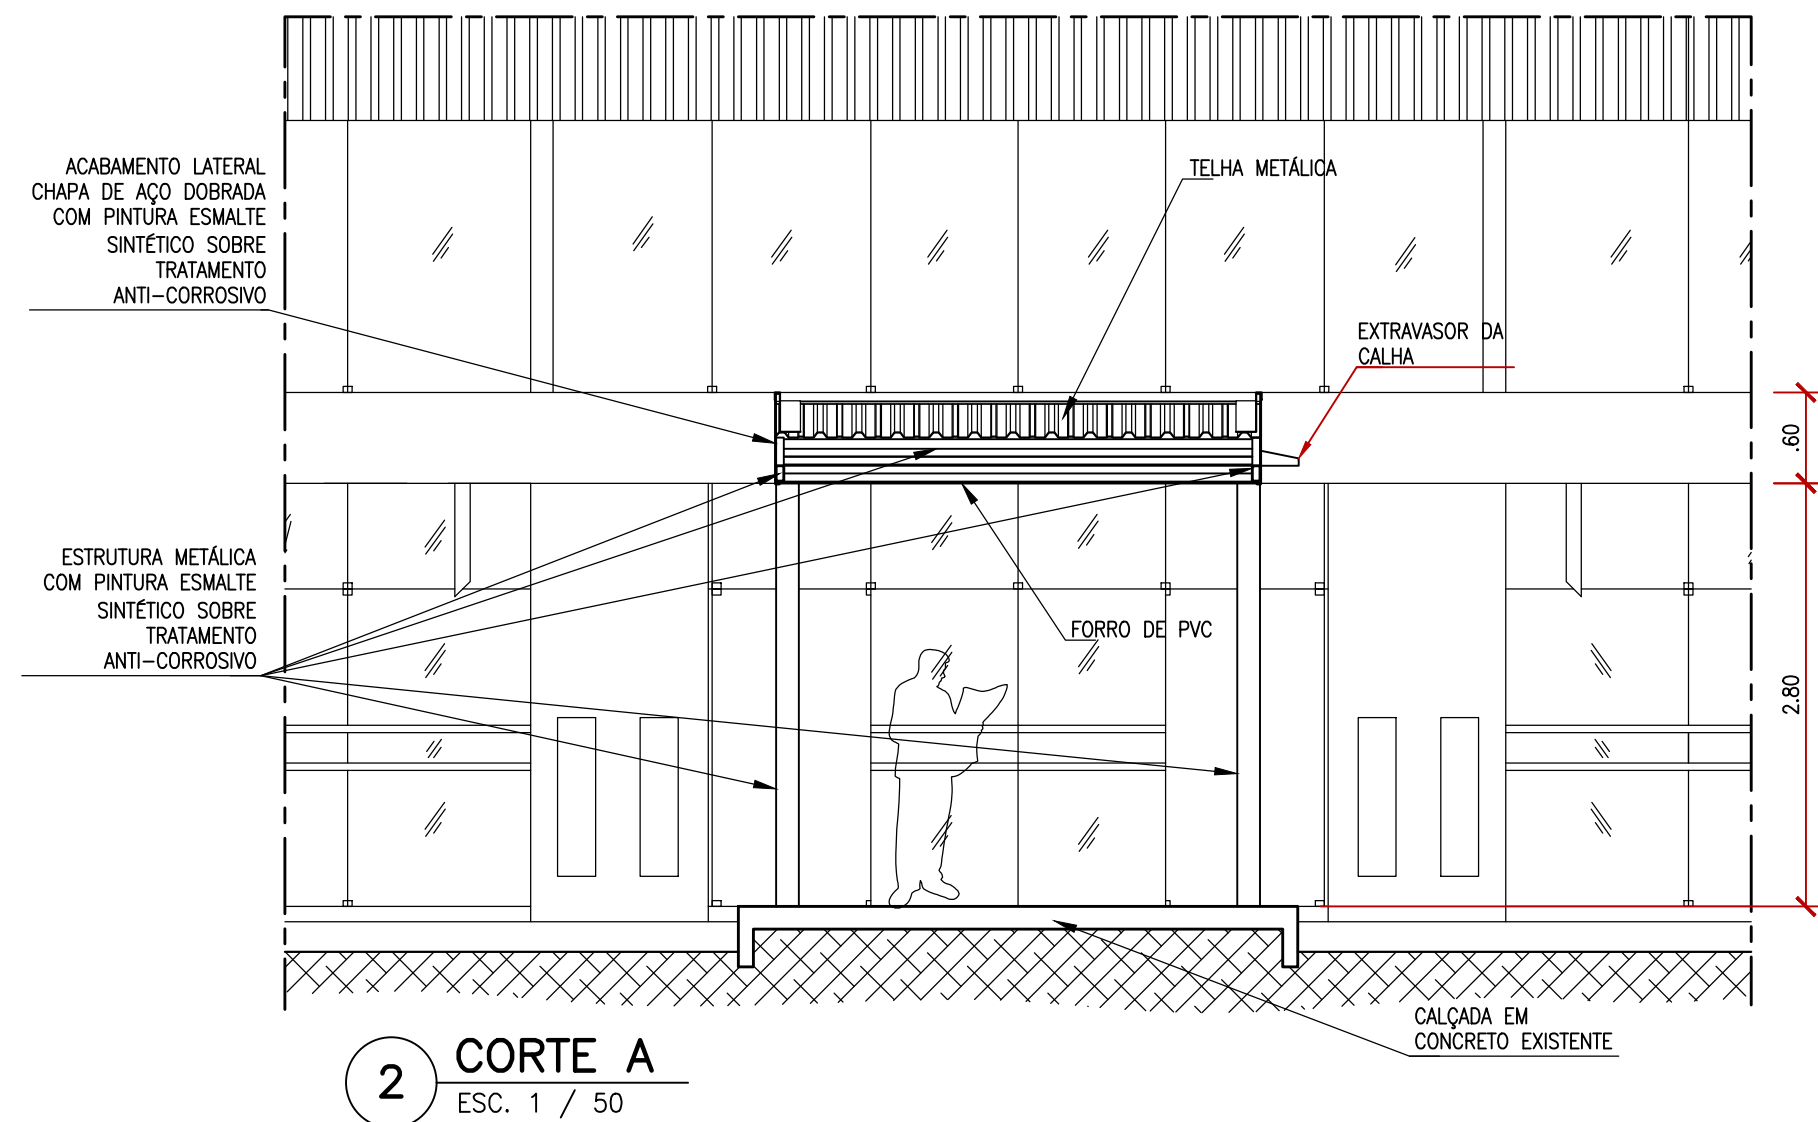 ACABAMENTO LATERAL
CHAPA DE AÇO DOBRADA
COM PINTURA ESMALTE
SINTÉTICO SOBRE
TRATAMENTO
ANTI-CORROSIVO
TELHA METÁLICA
EXTRAVASOR DA
CALHA
.60
ESTRUTURA METÁLICA
COM PINTURA ESMALTE
SINTÉTICO SOBRE
TRATAMENTO
ANTI-CORROSIVO
FORRO DE PVC
2.80
CALÇADA EM
CONCRETO EXISTENTE
2
CORTE A
ESC. 1 / 50